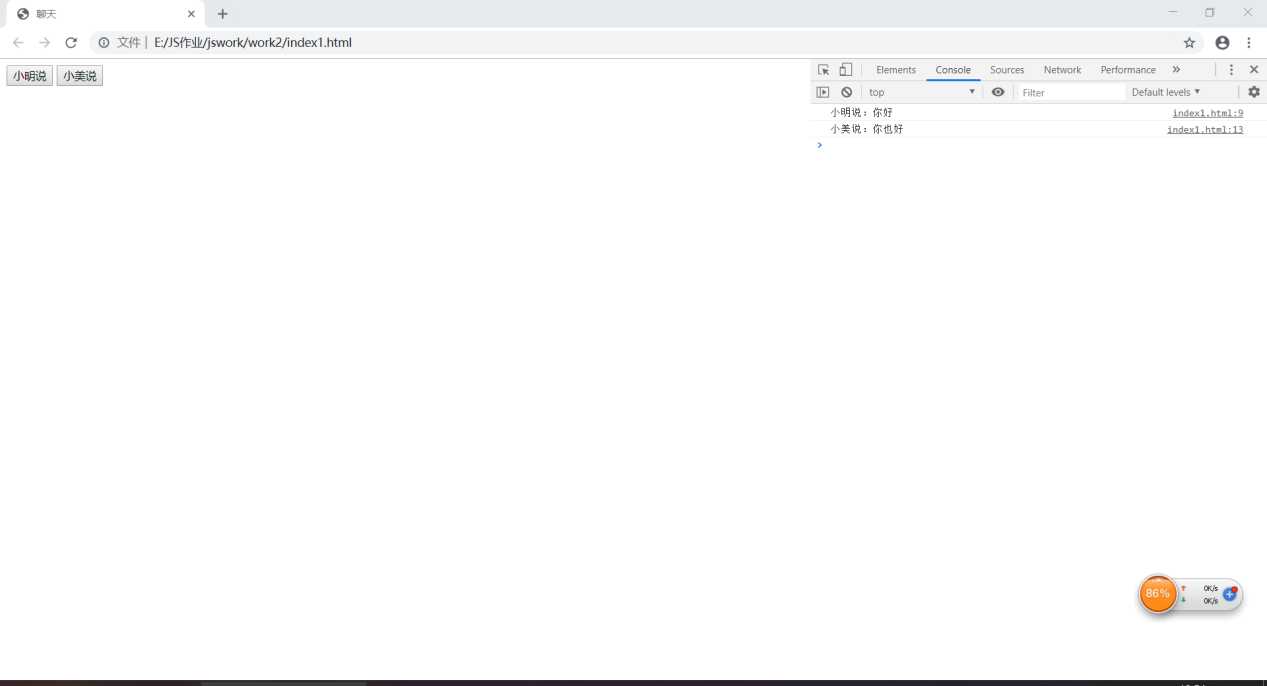 聊天
文件 E:/JS作业/jswork/work2/index1.html
小明说 小美说
Elements Console Sources Network Performance
top Filter Default levels
小明说：你好 index1.html:9
小美说：你也好 index1.html:13
86% 0K/s
0K/s